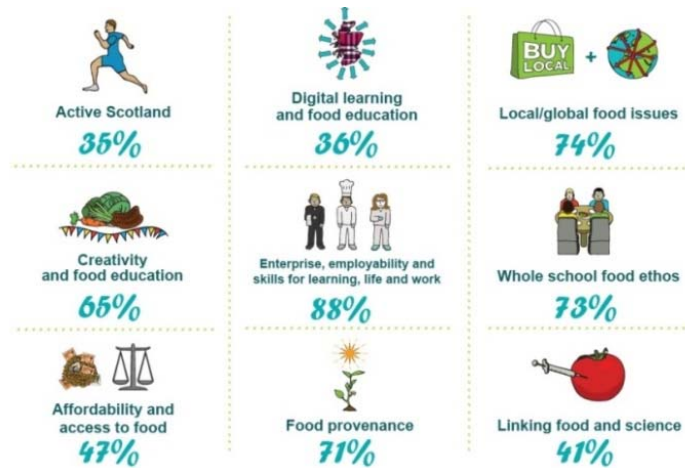 Active Scotland
35%
Digital learning
and food education
36%
BUY
LOCAL
+
Local/global food issues
74%
Creativity
and food education
65%
Enterprise, employability and
skills for learning, life and work
88%
Whole school food ethos
73%
Affordability and
access to food
47%
Food provenance
71%
Linking food and science
41%